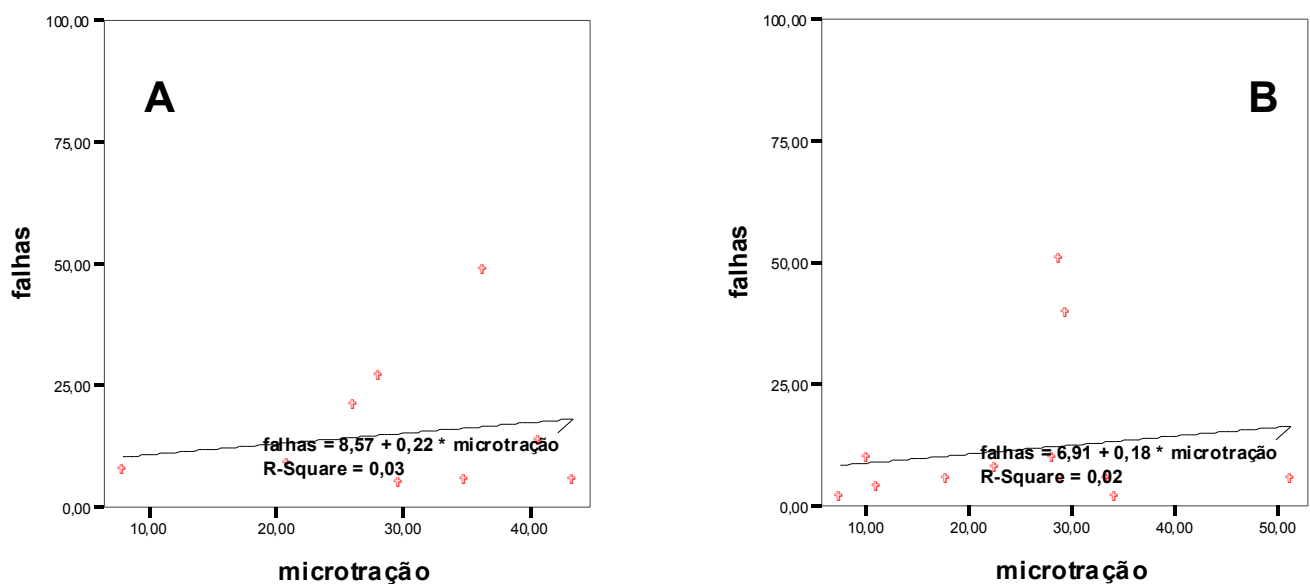 A
100,00
75,00
50,00
25,00
0,00
falhas
falhas = 8,57 + 0,22 * microtração
R-Square = 0,03
10,00 20,00 30,00 40,00
microtração
B
100,00
75,00
50,00
25,00
0,00
falhas
falhas = 6,91 + 0,18 * microtração
R-Square = 0,02
10,00 20,00 30,00 40,00 50,00
microtração